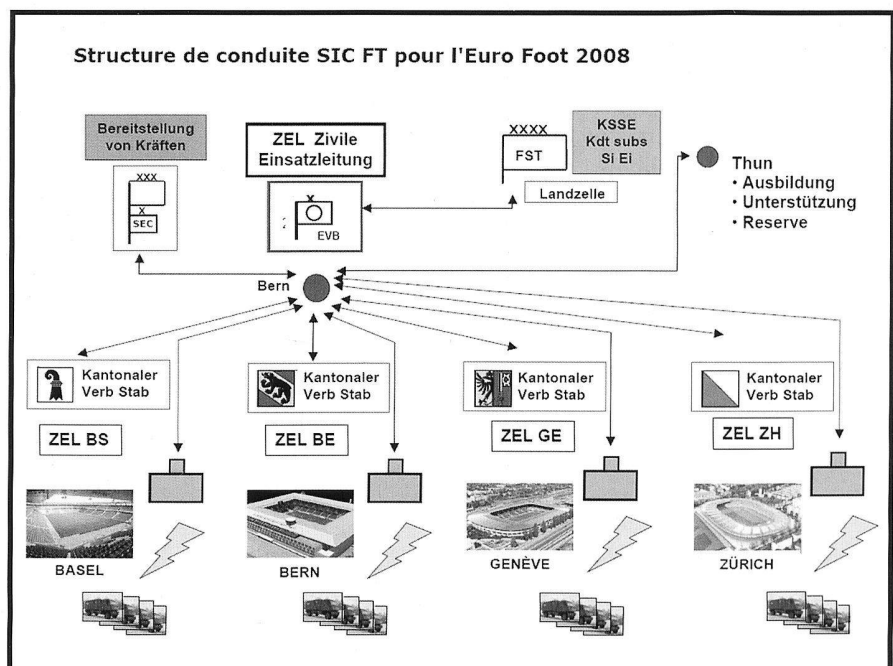 Structure de conduite SIC FT pour l'Euro Foot 2008
Bereitstellung
von Kräften
XXX
X
SEC
ZEL Zivile
Einsatzleitung
X
EVB
XXXX
FST
KSSE
Kdt subs
Si Ei
Landzelle
Thun
• Ausbildung
• Unterstützung
• Reserve
Bern
Kantonaler
Verb Stab
ZEL BS
BASEL
Kantonaler
Verb Stab
ZEL BE
BERN
Kantonaler
Verb Stab
ZEL GE
GENÈVE
Kantonaler
Verb Stab
ZEL ZH
ZÜRICH